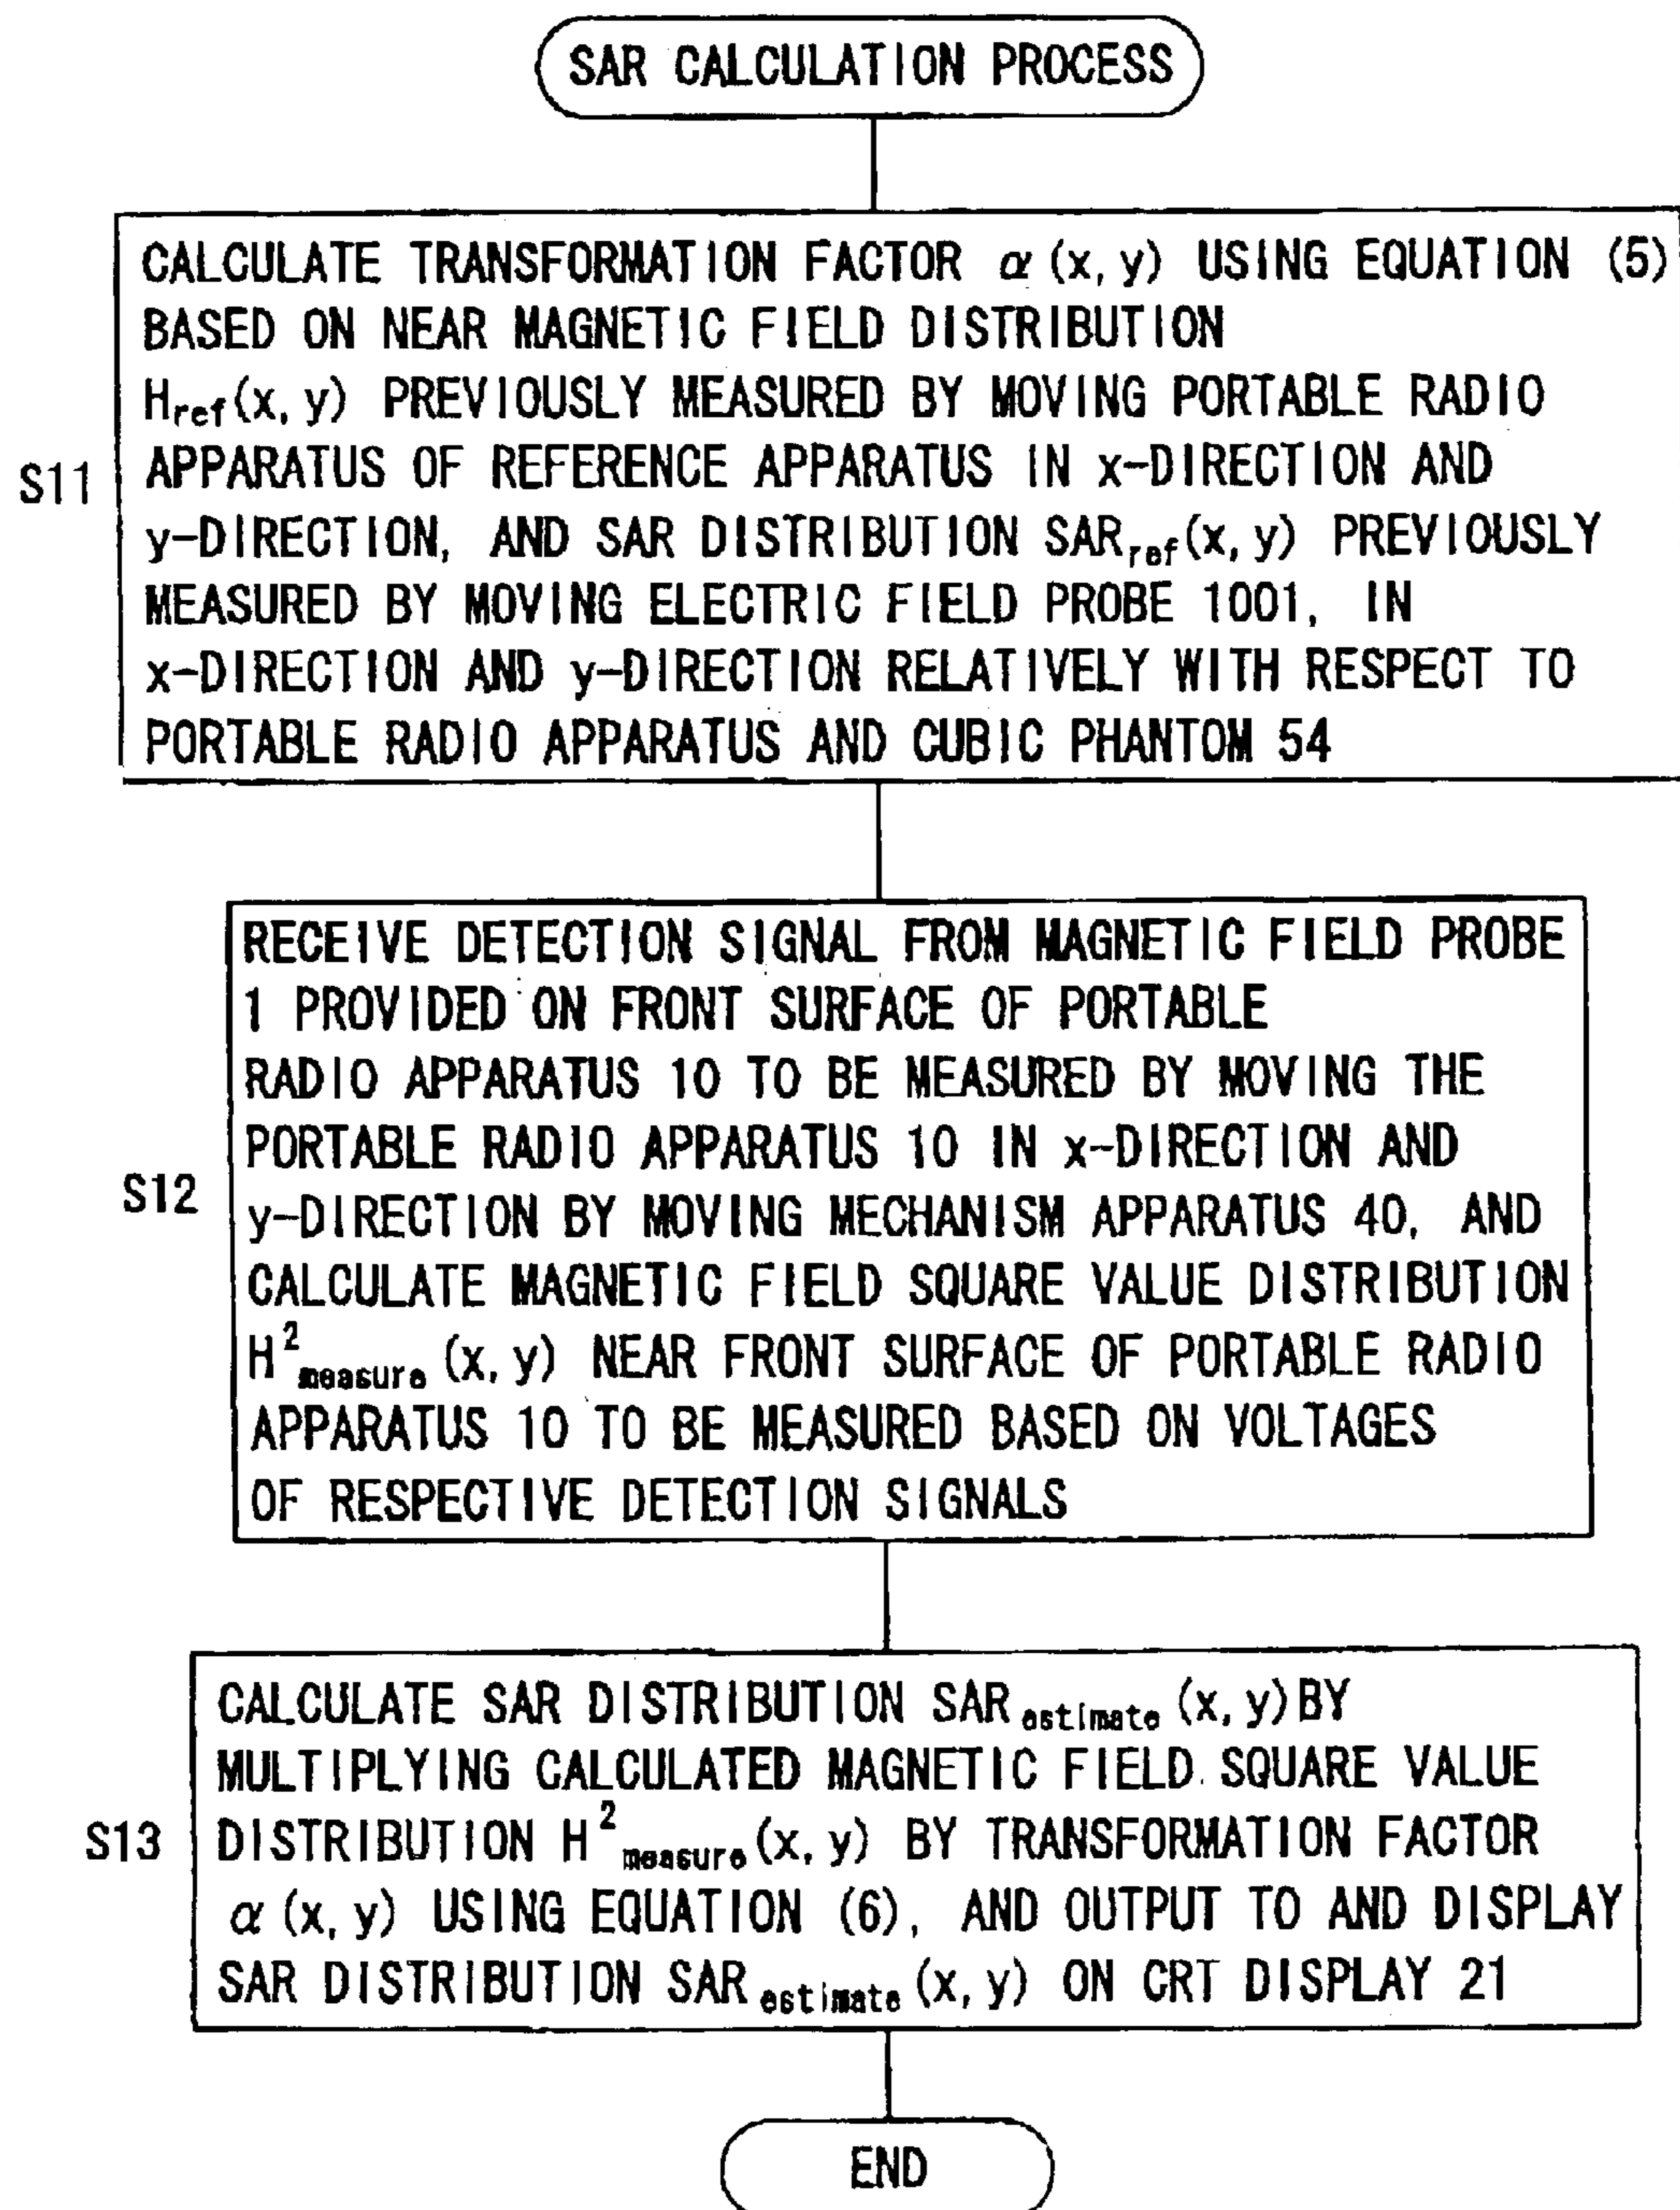 SAR CALCULATION PROCESS
S11
CALCULATE TRANSFORMATION FACTOR α(x, y) USING EQUATION (5)
BASED ON NEAR MAGNETIC FIELD DISTRIBUTION
Href(x, y) PREVIOUSLY MEASURED BY MOVING PORTABLE RADIO
APPARATUS OF REFERENCE APPARATUS IN x-DIRECTION AND
y-DIRECTION, AND SAR DISTRIBUTION SARref(x, y) PREVIOUSLY
MEASURED BY MOVING ELECTRIC FIELD PROBE 1001, IN
x-DIRECTION AND y-DIRECTION RELATIVELY WITH RESPECT TO
PORTABLE RADIO APPARATUS AND CUBIC PHANTOM 54
S12
RECEIVE DETECTION SIGNAL FROM MAGNETIC FIELD PROBE
1 PROVIDED ON FRONT SURFACE OF PORTABLE
RADIO APPARATUS 10 TO BE MEASURED BY MOVING THE
PORTABLE RADIO APPARATUS 10 IN x-DIRECTION AND
y-DIRECTION BY MOVING MECHANISM APPARATUS 40, AND
CALCULATE MAGNETIC FIELD SQUARE VALUE DISTRIBUTION
H²measure(x, y) NEAR FRONT SURFACE OF PORTABLE RADIO
APPARATUS 10 TO BE MEASURED BASED ON VOLTAGES
OF RESPECTIVE DETECTION SIGNALS
S13
CALCULATE SAR DISTRIBUTION SARestimate(x, y) BY
MULTIPLYING CALCULATED MAGNETIC FIELD SQUARE VALUE
DISTRIBUTION H²measure(x, y) BY TRANSFORMATION FACTOR
α(x, y) USING EQUATION (6), AND OUTPUT TO AND DISPLAY
SAR DISTRIBUTION SARestimate(x, y) ON CRT DISPLAY 21
END